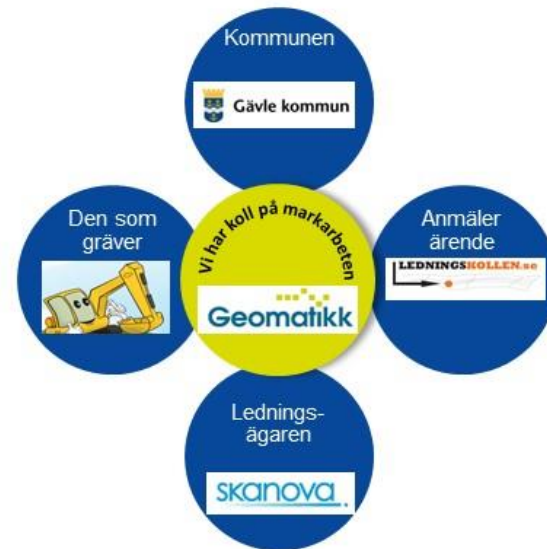 Kommunen
Gävle kommun
Den som
gräver
Vi har koll på markarbeten
Geomatikk
Anmäler
ärende
LEDNINGSKOLLEN.se
Lednings-
ägaren
skanova